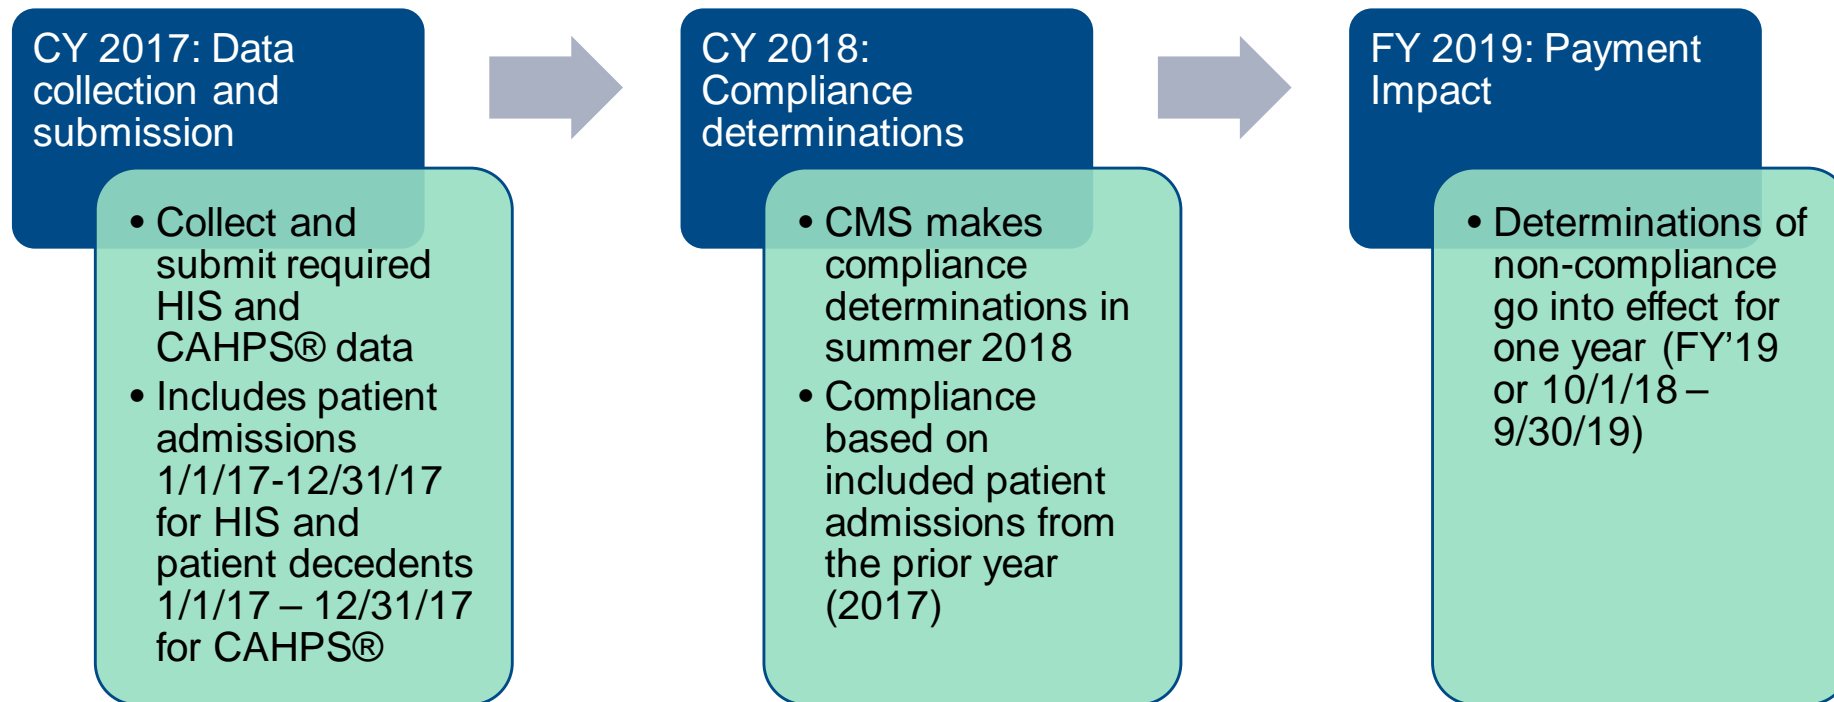 CY 2017: Data
collection and
submission
• Collect and
submit required
HIS and
CAHPS® data
• Includes patient
admissions
1/1/17-12/31/17
for HIS and
patient decedents
1/1/17 – 12/31/17
for CAHPS®
CY 2018:
Compliance
determinations
• CMS makes
compliance
determinations in
summer 2018
• Compliance
based on
included patient
admissions from
the prior year
(2017)
FY 2019: Payment
Impact
• Determinations of
non-compliance
go into effect for
one year (FY’19
or 10/1/18 –
9/30/19)